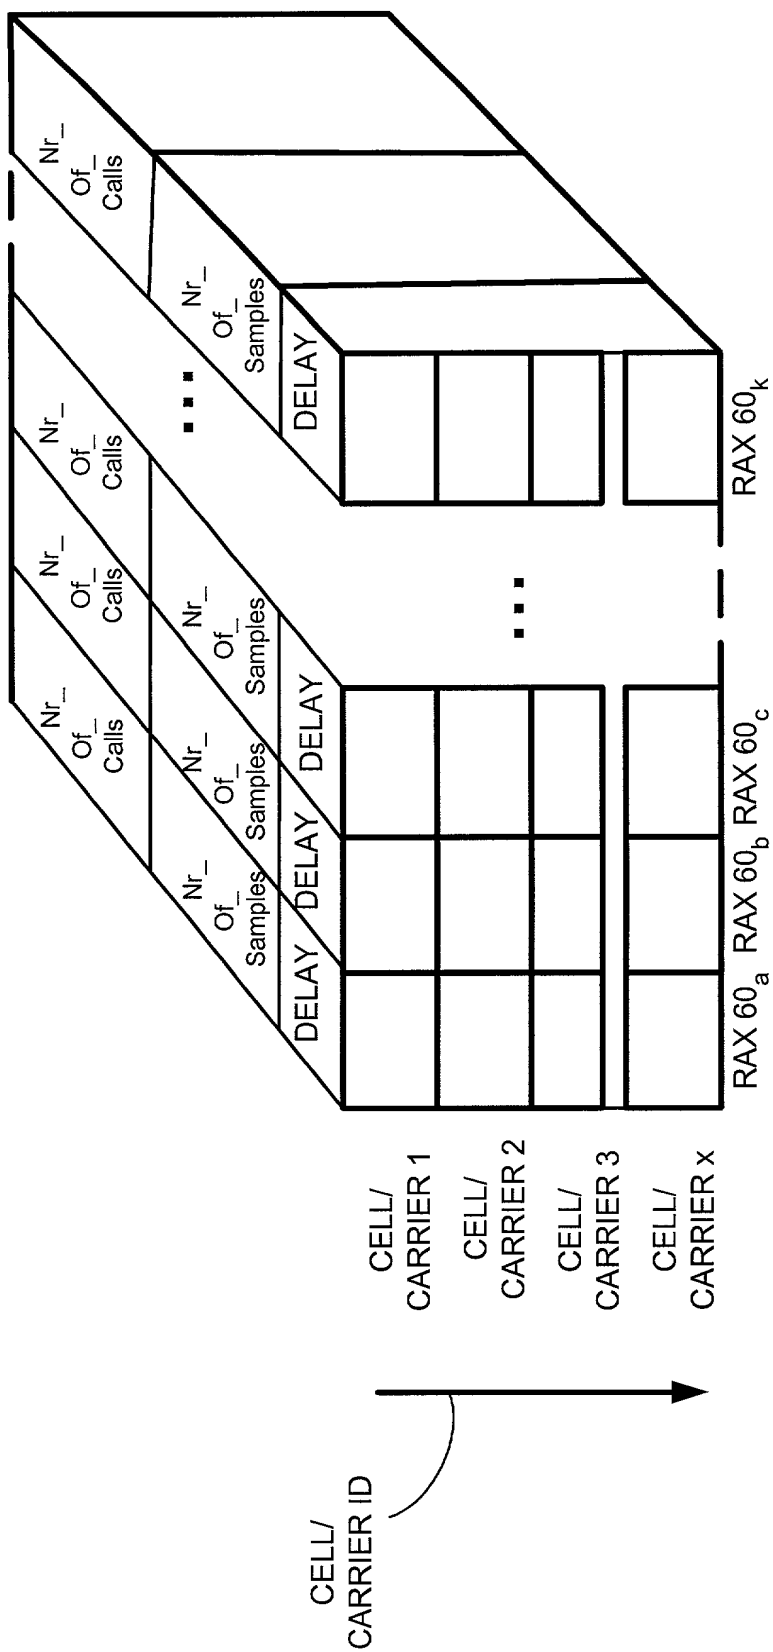 Nr_
Of_
Calls
Nr_
Of_
Calls
Nr_
Of_
Calls
Nr_
Of_
Calls
Nr_
Of_
Samples
Nr_
Of_
Samples
Nr_
Of_
Samples
Nr_
Of_
Samples
DELAY
DELAY
DELAY
DELAY
CELL/
CARRIER ID
CELL/
CARRIER 1
CELL/
CARRIER 2
CELL/
CARRIER 3
CELL/
CARRIER x
RAX 60a
RAX 60b
RAX 60c
RAX 60k